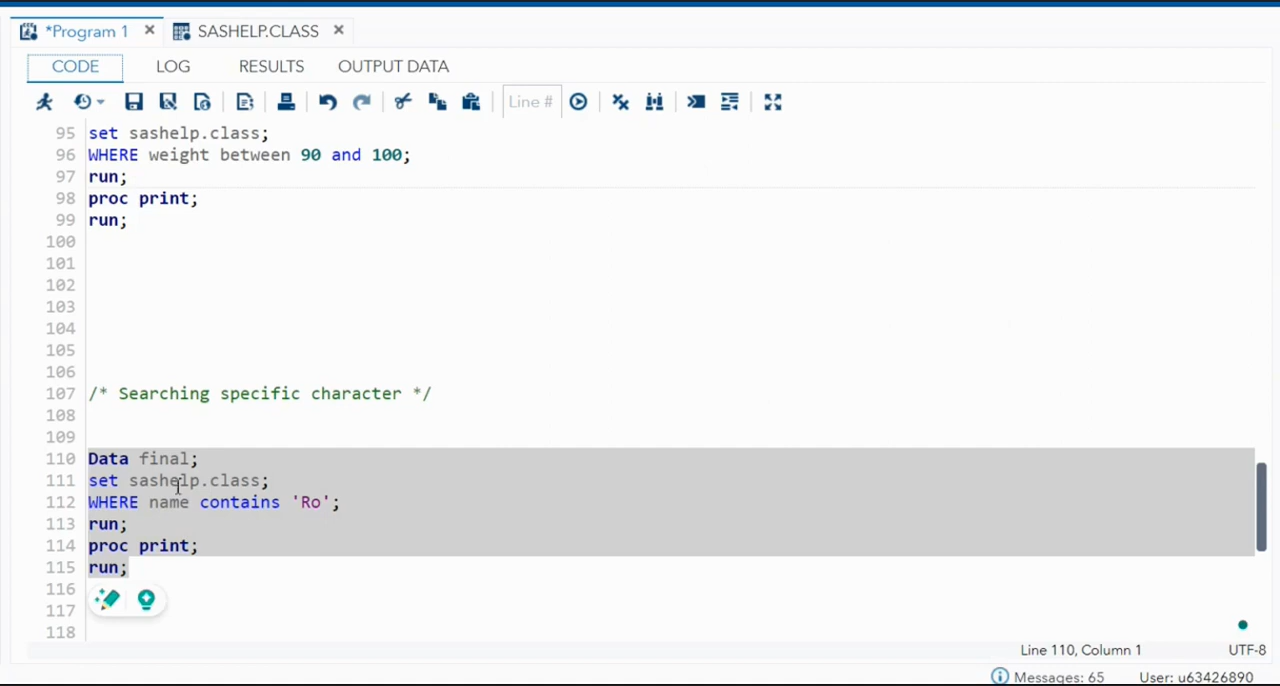 *Program 1 × SASHELP.CLASS ×
CODE LOG RESULTS OUTPUT DATA
Line #
95 set sashelp.class;
96 WHERE weight between 90 and 100;
97 run;
98 proc print;
99 run;
100
101
102
103
104
105
106
107 /* Searching specific character */
108
109
110 Data final;
111 set sashelp.class;
112 WHERE name contains 'Ro';
113 run;
114 proc print;
115 run;
116
117
118
Line 110, Column 1 UTF-8
Messages: 65 User: u63426890